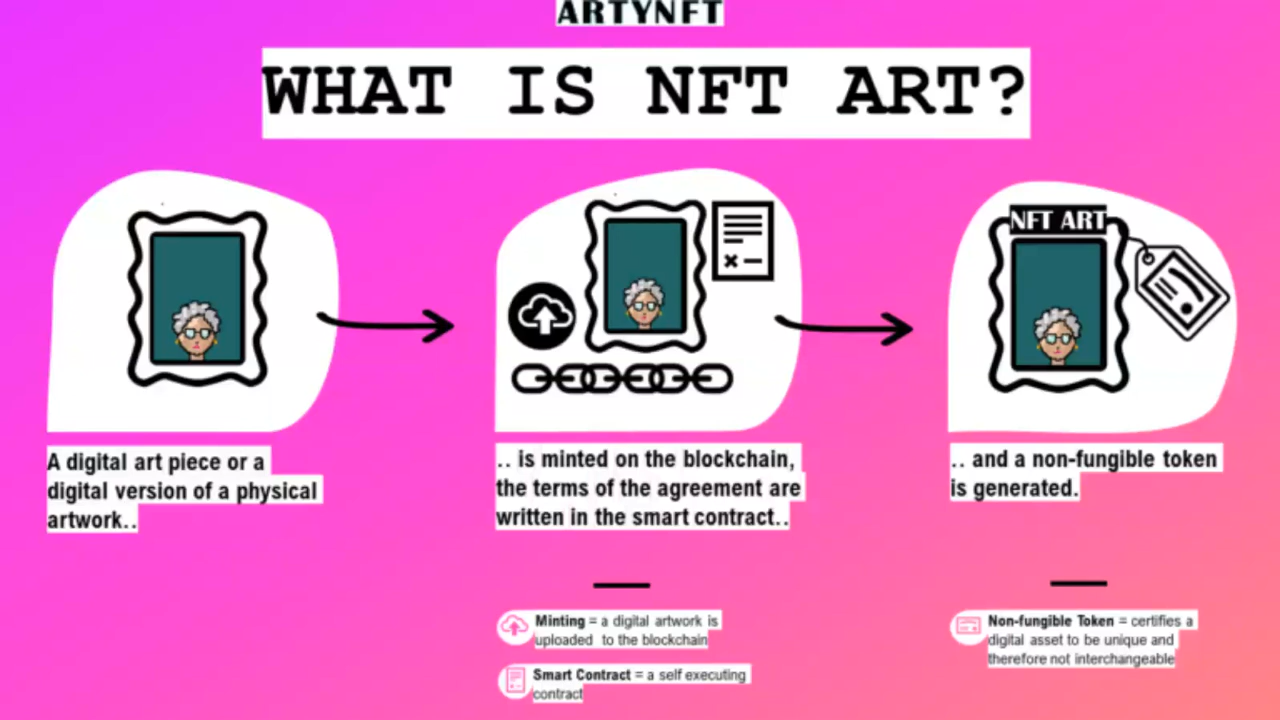 ARTYNFT
WHAT IS NFT ART?
NFT ART
A digital art piece or a
digital version of a physical
artwork..
.. is minted on the blockchain,
the terms of the agreement are
written in the smart contract..
.. and a non-fungible token
is generated.
Minting = a digital artwork is
uploaded to the blockchain
Smart Contract = a self executing
contract
Non-fungible Token = certifies a
digital asset to be unique and
therefore not interchangeable